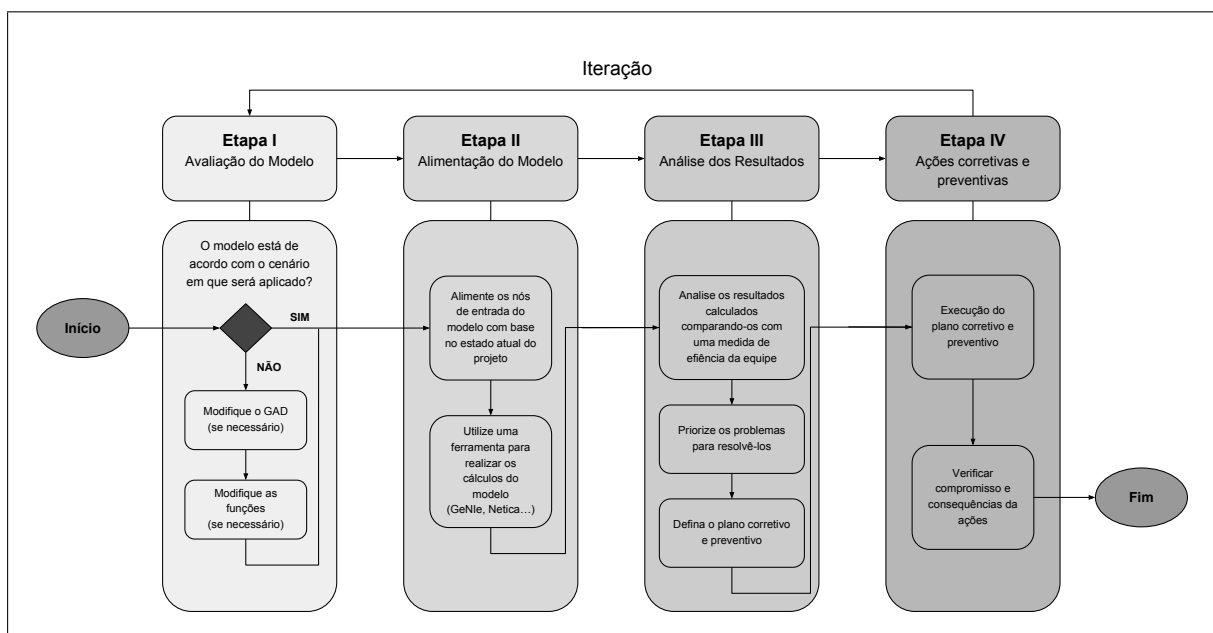 Iteração
Etapa I
Avaliação do Modelo
Etapa II
Alimentação do Modelo
Etapa III
Análise dos Resultados
Etapa IV
Ações corretivas e
preventivas
Início
O modelo está de
acordo com o cenário
em que será aplicado?
SIM
NÃO
Modifique o GAD
(se necessário)
Modifique as
funções
(se necessário)
Alimente os nós
de entrada do
modelo com base
no estado atual do
projeto
Utilize uma
ferramenta para
realizar os
cálculos do
modelo
(GeNIe, Netica…)
Analise os resultados
calculados
comparando-os com
uma medida de
efiência da equipe
Priorize os problemas
para resolvê-los
Defina o plano corretivo
e preventivo
Execução do
plano corretivo e
preventivo
Verificar
compromisso e
consequências da
ações
Fim